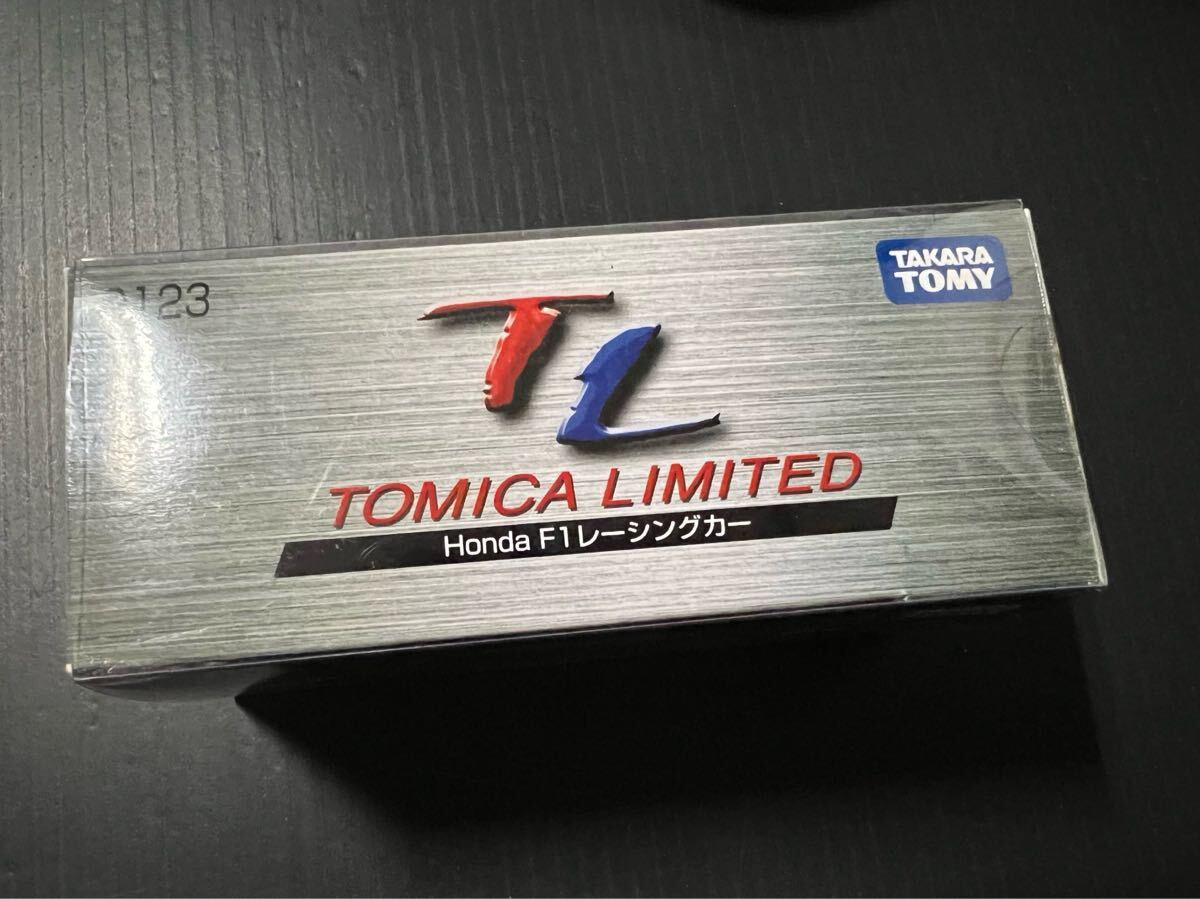 0123
TAKARA
TOMY
TL
TOMICA LIMITED
Honda F1レーシングカー